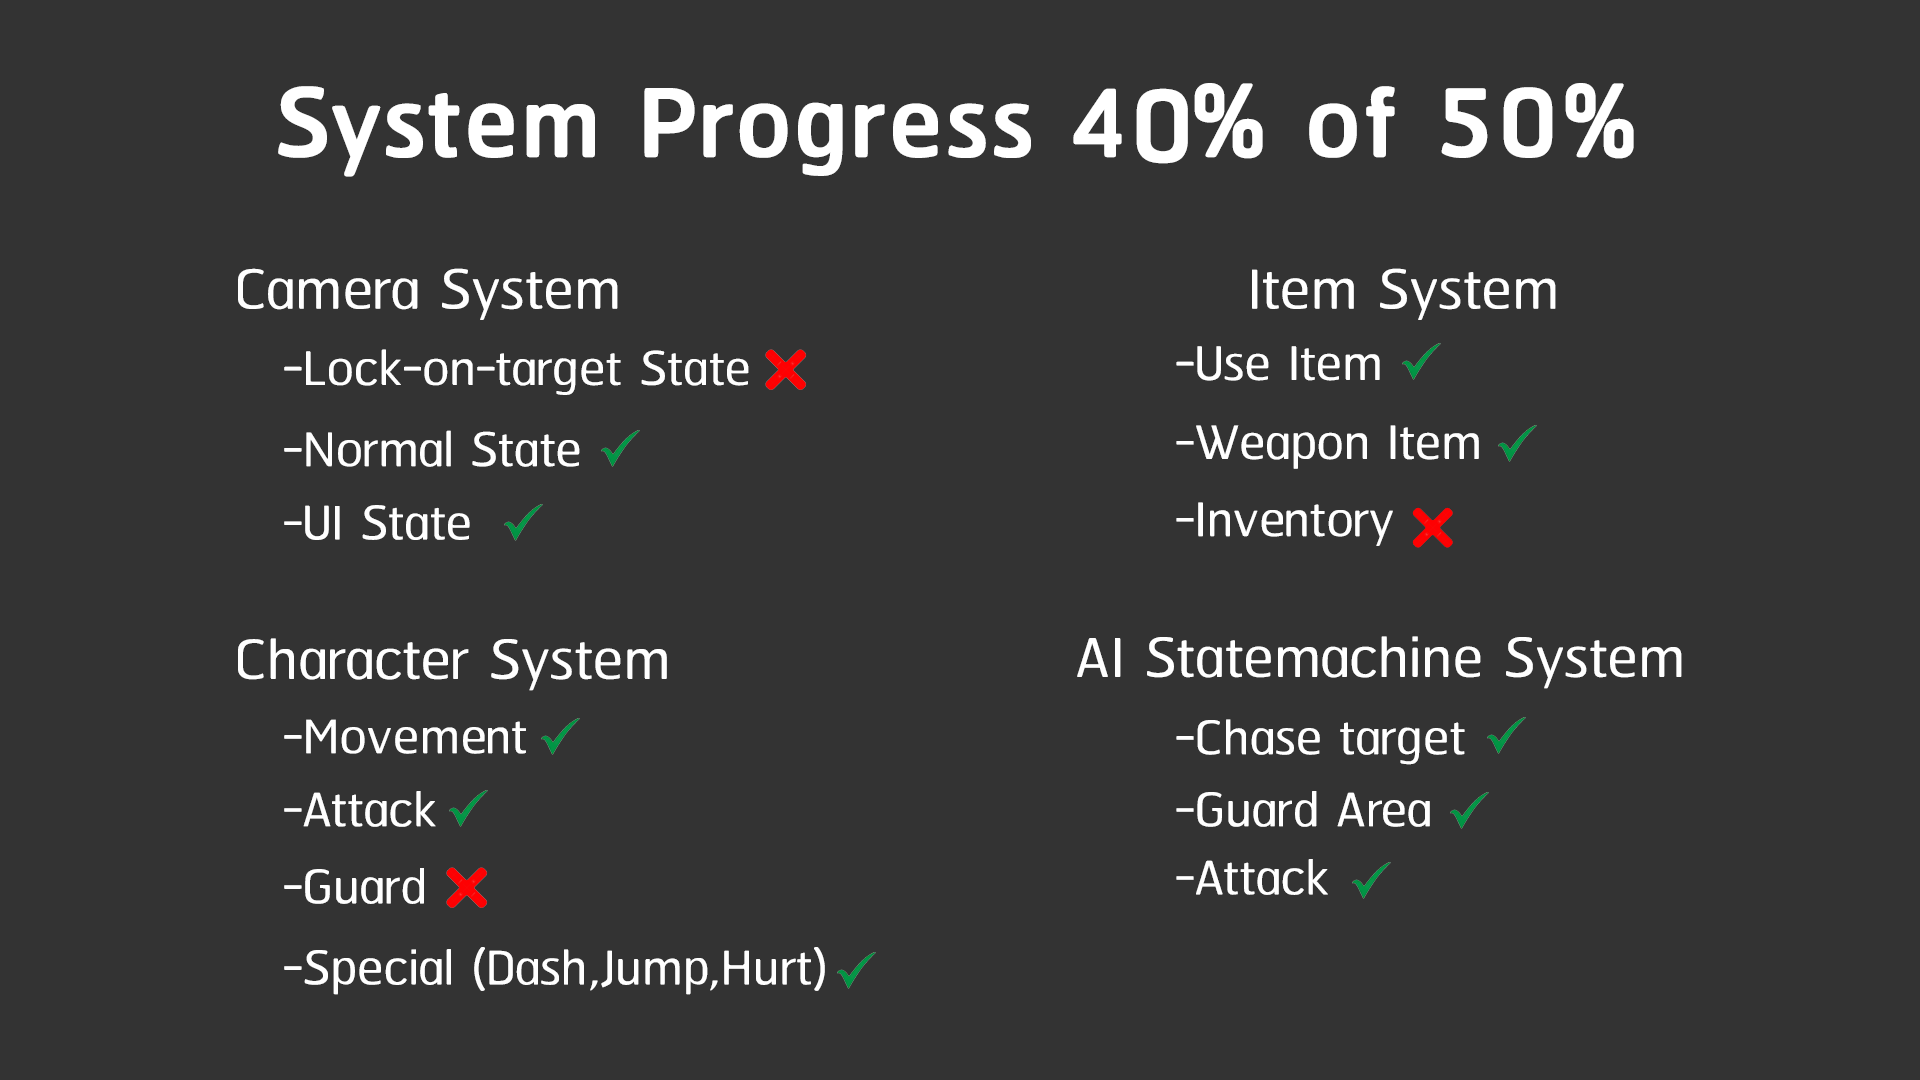 System Progress 40% of 50%
Camera System
-Lock-on-target State
-Normal State
-UI State
Item System
-Use Item
-Weapon Item
-Inventory
Character System
-Movement
-Attack
-Guard
-Special (Dash,Jump,Hurt)
AI Statemachine System
-Chase target
-Guard Area
-Attack